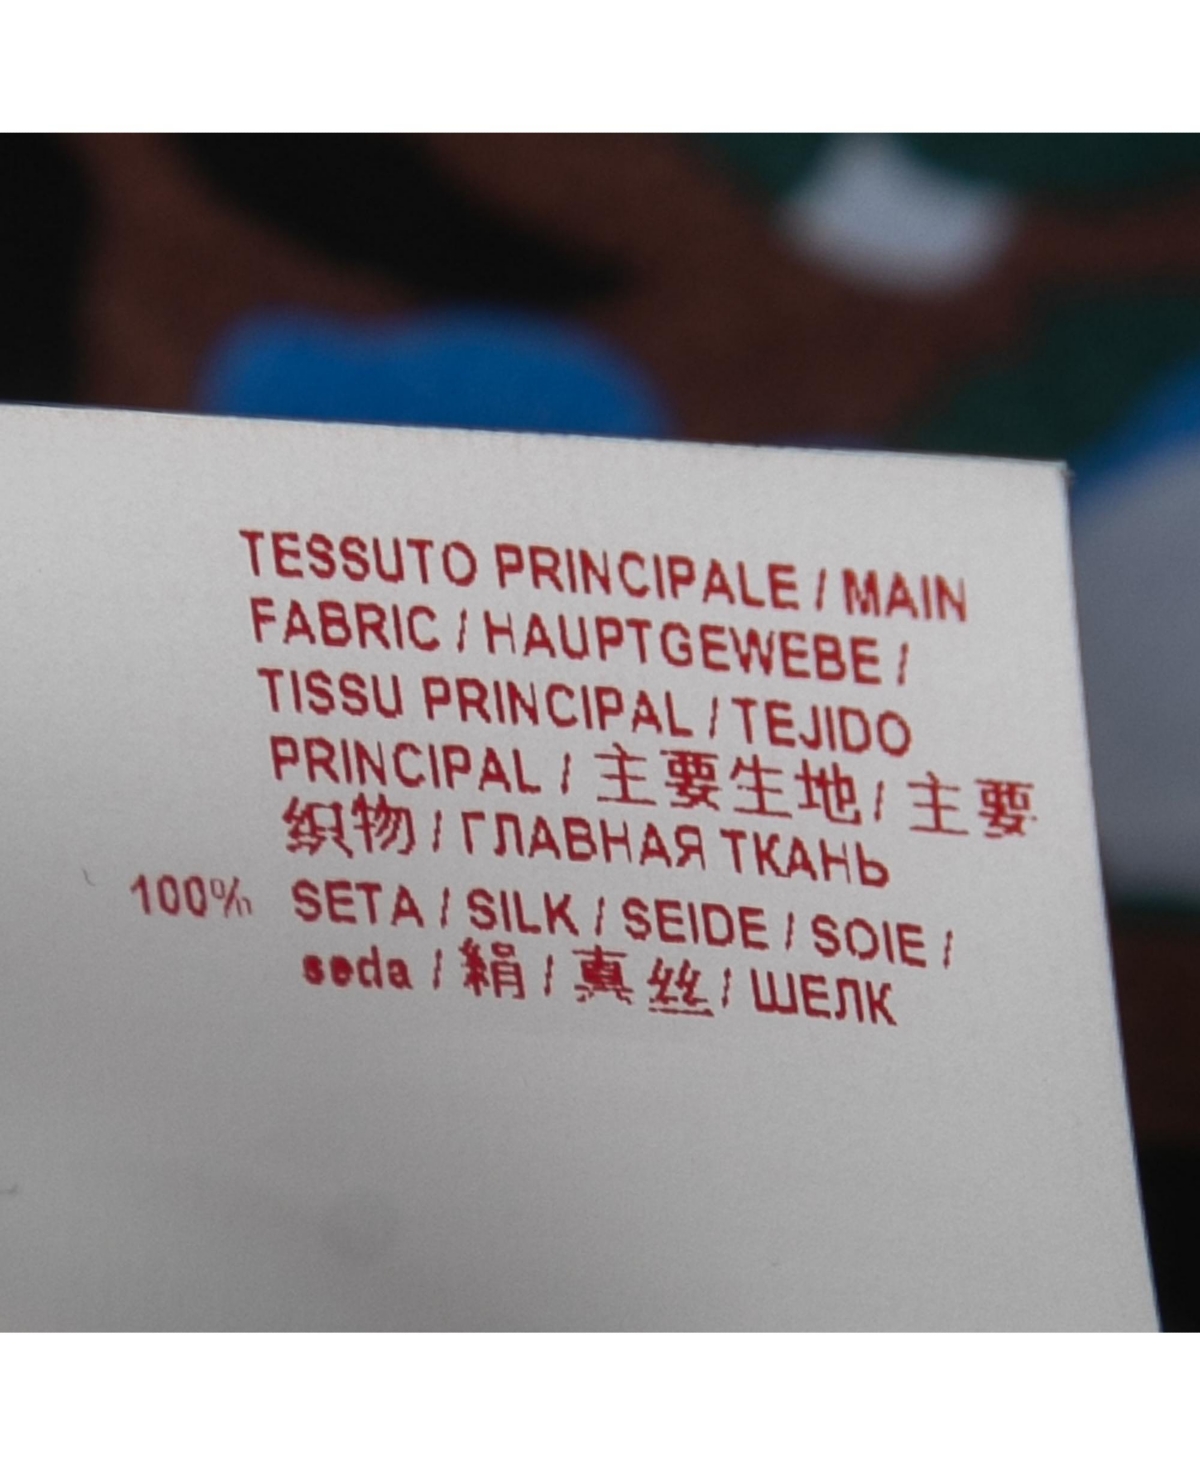 TESSUTO PRINCIPALE / MAIN
FABRIC / HAUPTGEWEBE /
TISSU PRINCIPAL / TEJIDO
PRINCIPAL / 主要生地 / 主要
织物 / ГЛАВНАЯ ТКАНЬ
100% SETA / SILK / SEIDE / SOIE /
seda / 絹 / 真丝 / ШЕЛК